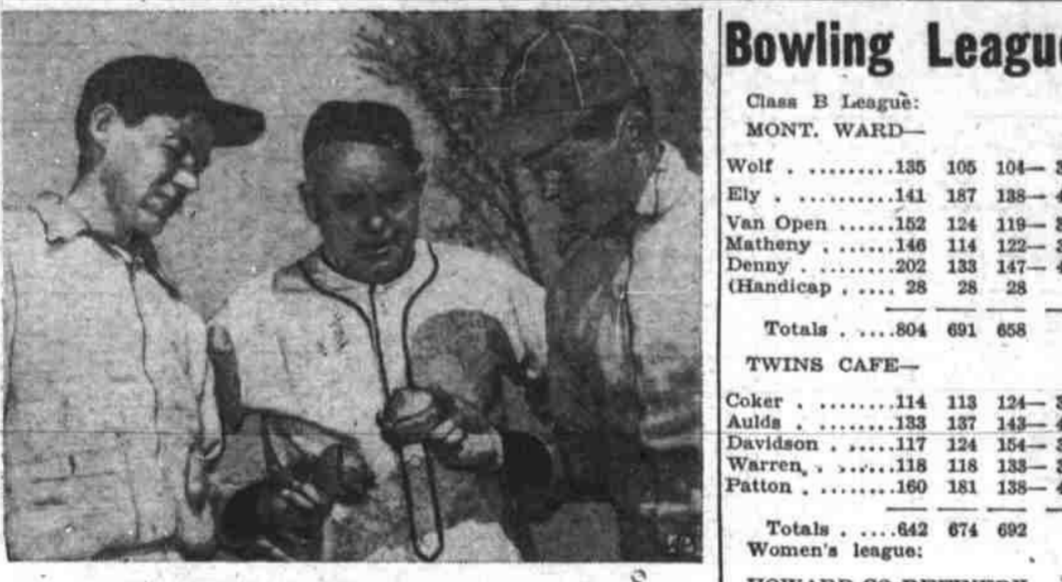 Bowling
Class B League:
MONT. WARD—
Wolf . .........135 105 104—
Ely . ..........141 187 138—
Van Open ......152 124 119—
Matheny . ......146 114 122—
Denny . ........202 133 147—
(Handicap . .... 28 28 28
Totals . ....804 691 658
TWINS CAFE—
Coker . ........114 113 124—
Aulds . ........133 137 143—
Davidson . .....117 124 154—
Warren . ......118 118 133—
Patton . ........160 181 138—
Totals . ....642 674 692
Women's league: